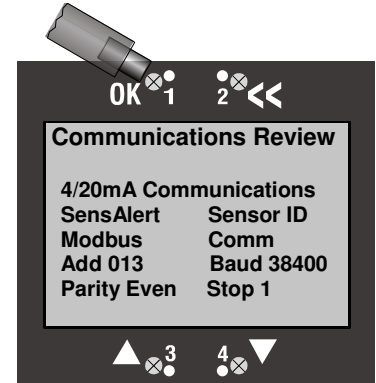 OK 1 2 <<
Communications Review
4/20mA Communications
SensAlert Sensor ID
Modbus Comm
Add 013 Baud 38400
Parity Even Stop 1
3 4